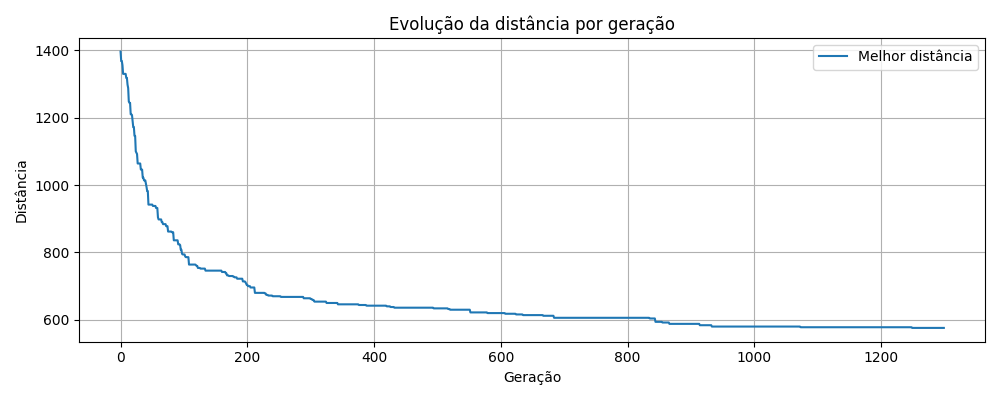 Evolução da distância por geração
Melhor distância
Distância
1400
1200
1000
800
600
0 200 400 600 800 1000 1200
Geração